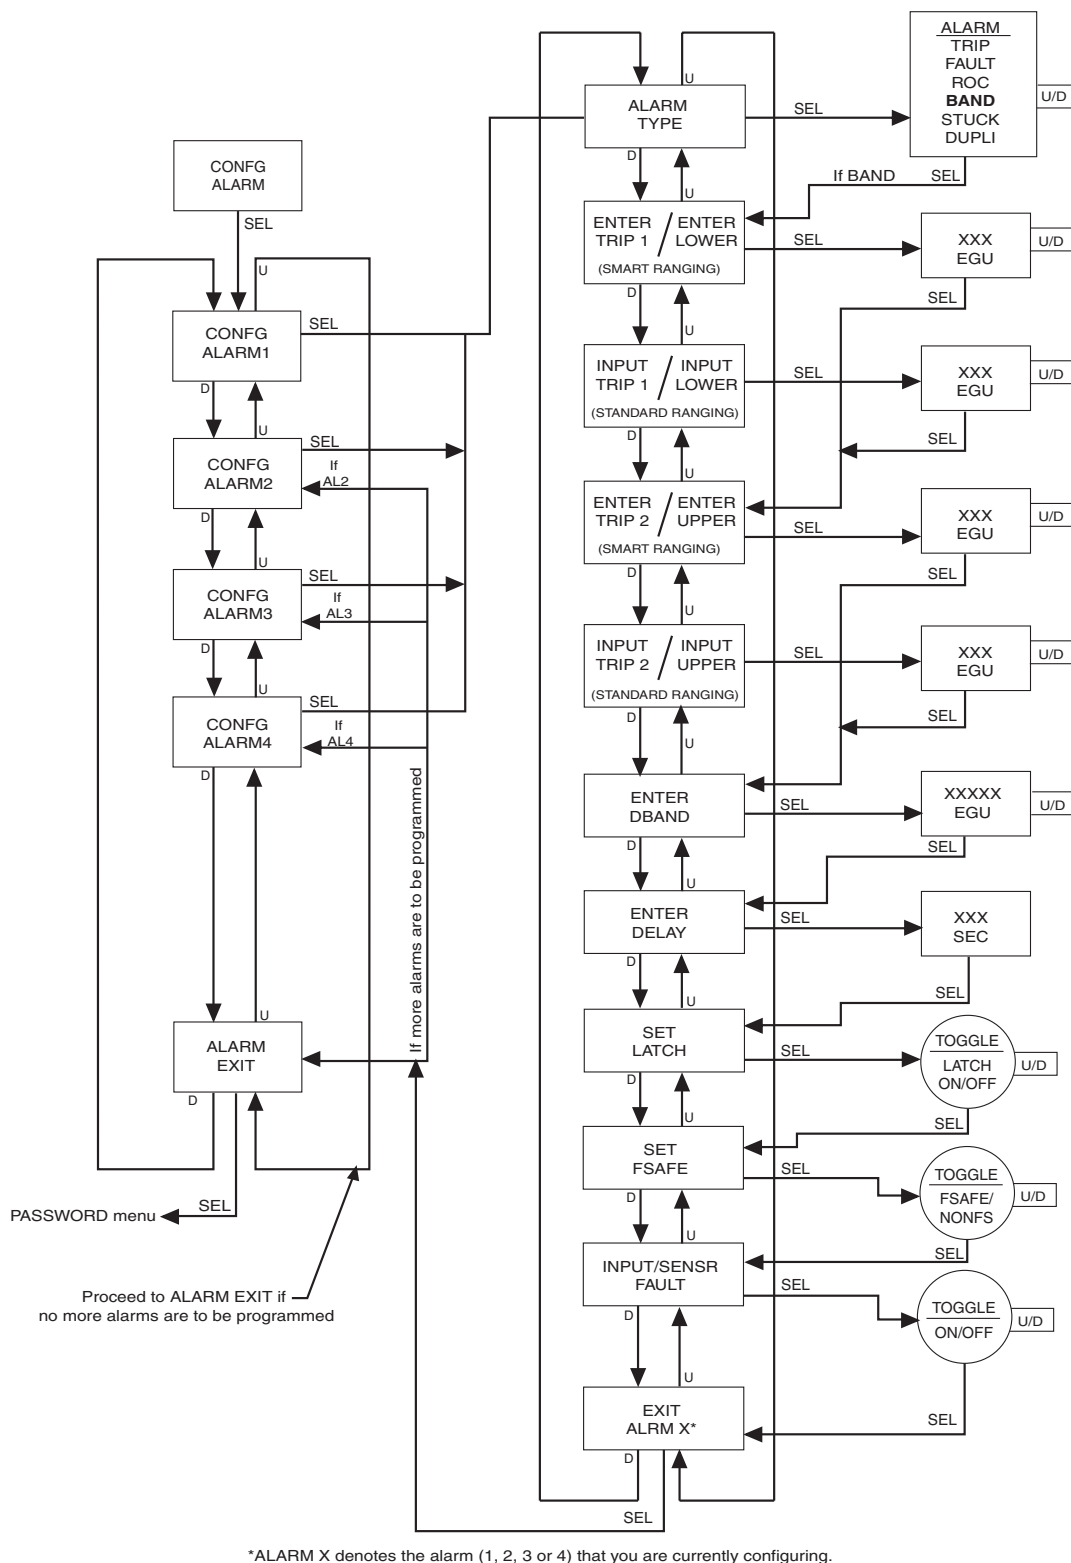 CONFG
ALARM
SEL
U
CONFG
ALARM1
SEL
D
U
CONFG
ALARM2
SEL
If
AL2
D
U
CONFG
ALARM3
SEL
If
AL3
D
U
CONFG
ALARM4
SEL
If
AL4
D
If more alarms are to be programmed
U
ALARM
EXIT
D
SEL
PASSWORD menu
Proceed to ALARM EXIT if
no more alarms are to be programmed
U
ALARM
TYPE
SEL
ALARM
TRIP
FAULT
ROC
BAND
STUCK
DUPLI
U/D
D
U
If BAND
SEL
ENTER
TRIP 1
/
ENTER
LOWER
(SMART RANGING)
SEL
XXX
EGU
U/D
SEL
D
U
INPUT
TRIP 1
/
INPUT
LOWER
(STANDARD RANGING)
SEL
XXX
EGU
U/D
SEL
D
U
ENTER
TRIP 2
/
ENTER
UPPER
(SMART RANGING)
SEL
XXX
EGU
U/D
SEL
D
U
INPUT
TRIP 2
/
INPUT
UPPER
(STANDARD RANGING)
SEL
XXX
EGU
U/D
SEL
D
U
ENTER
DBAND
SEL
XXXXX
EGU
U/D
SEL
D
U
ENTER
DELAY
SEL
XXX
SEC
SEL
D
U
SET
LATCH
SEL
TOGGLE
LATCH
ON/OFF
U/D
SEL
D
U
SET
FSAFE
SEL
TOGGLE
FSAFE/
NONFS
U/D
SEL
D
U
INPUT/SENSR
FAULT
SEL
TOGGLE
ON/OFF
U/D
SEL
D
U
EXIT
ALRM X*
D
SEL
*ALARM X denotes the alarm (1, 2, 3 or 4) that you are currently configuring.